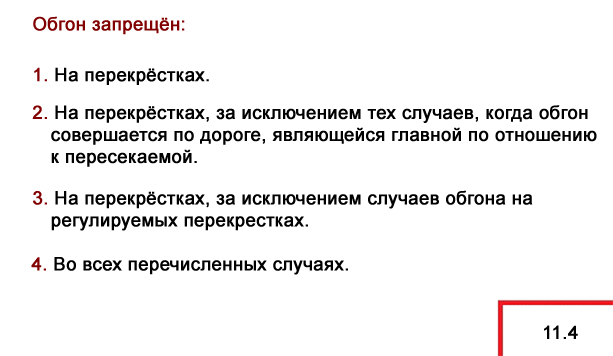 Обгон запрещён:
1. На перекрёстках.
2. На перекрёстках, за исключением тех случаев, когда обгон
совершается по дороге, являющейся главной по отношению
к пересекаемой.
3. На перекрёстках, за исключением случаев обгона на
регулируемых перекрестках.
4. Во всех перечисленных случаях.
11.4